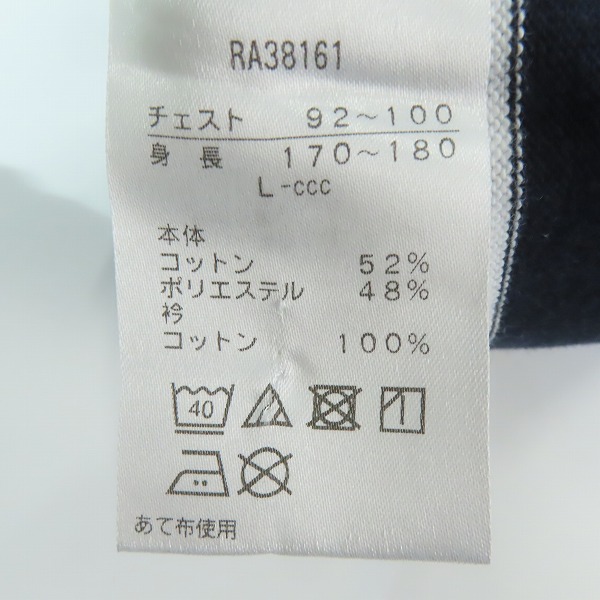 RA38161
チェスト 92～100
身長 170～180
L-ccc
本体
コットン 52%
ポリエステル 48%
衿
コットン 100%
40
あて布使用